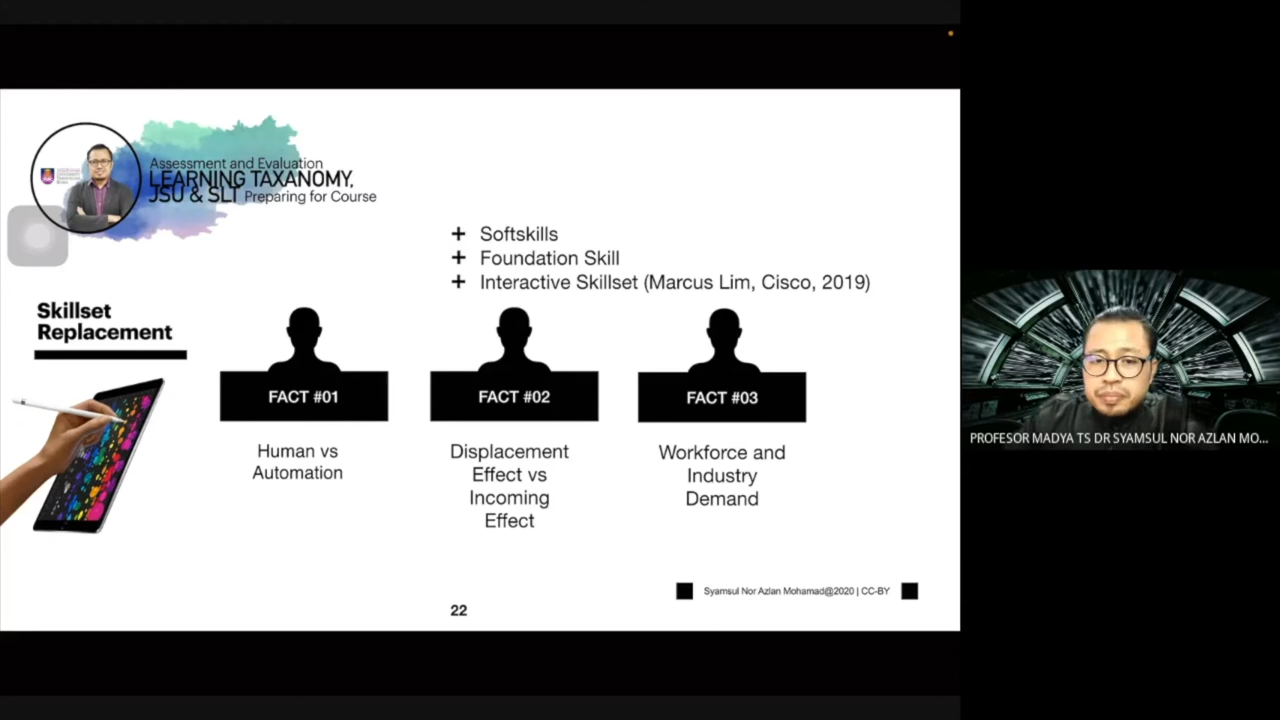 Assessment and Evaluation
LEARNING TAXANOMY,
JSU & SLT Preparing for Course
+ Softskills
+ Foundation Skill
+ Interactive Skillset (Marcus Lim, Cisco, 2019)
Skillset
Replacement
FACT #01
FACT #02
FACT #03
Human vs
Automation
Displacement
Effect vs
Incoming
Effect
Workforce and
Industry
Demand
PROFESOR MADYA TS DR SYAMSUL NOR AZLAN MO...
Syamsul Nor Azlan Mohamad@2020 | CC-BY
22